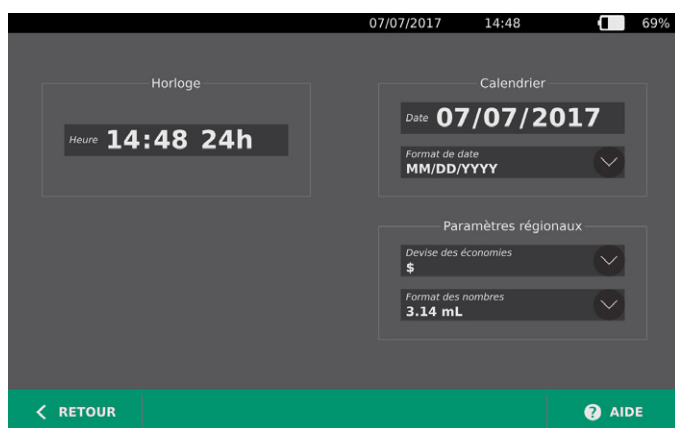 07/07/2017 14:48 69%
Horloge
Heure 14:48 24h
Calendrier
Date 07/07/2017
Format de date
MM/DD/YYYY
Paramètres régionaux
Devise des économies
$
Format des nombres
3.14 mL
RETOUR
? AIDE